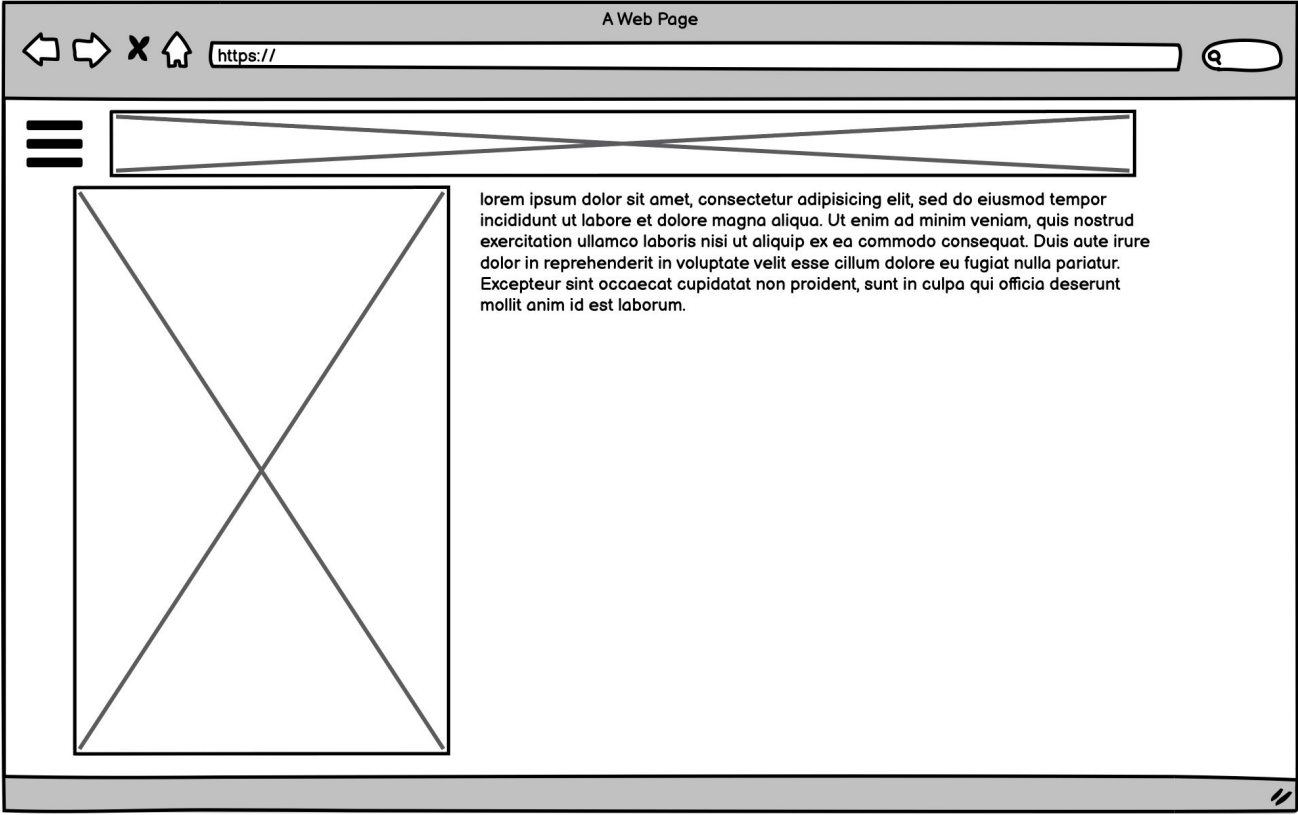 A Web Page
https://
lorem ipsum dolor sit amet, consectetur adipisicing elit, sed do eiusmod tempor
incididunt ut labore et dolore magna aliqua. Ut enim ad minim veniam, quis nostrud
exercitation ullamco laboris nisi ut aliquip ex ea commodo consequat. Duis aute irure
dolor in reprehenderit in voluptate velit esse cillum dolore eu fugiat nulla pariatur.
Excepteur sint occaecat cupidatat non proident, sunt in culpa qui officia deserunt
mollit anim id est laborum.